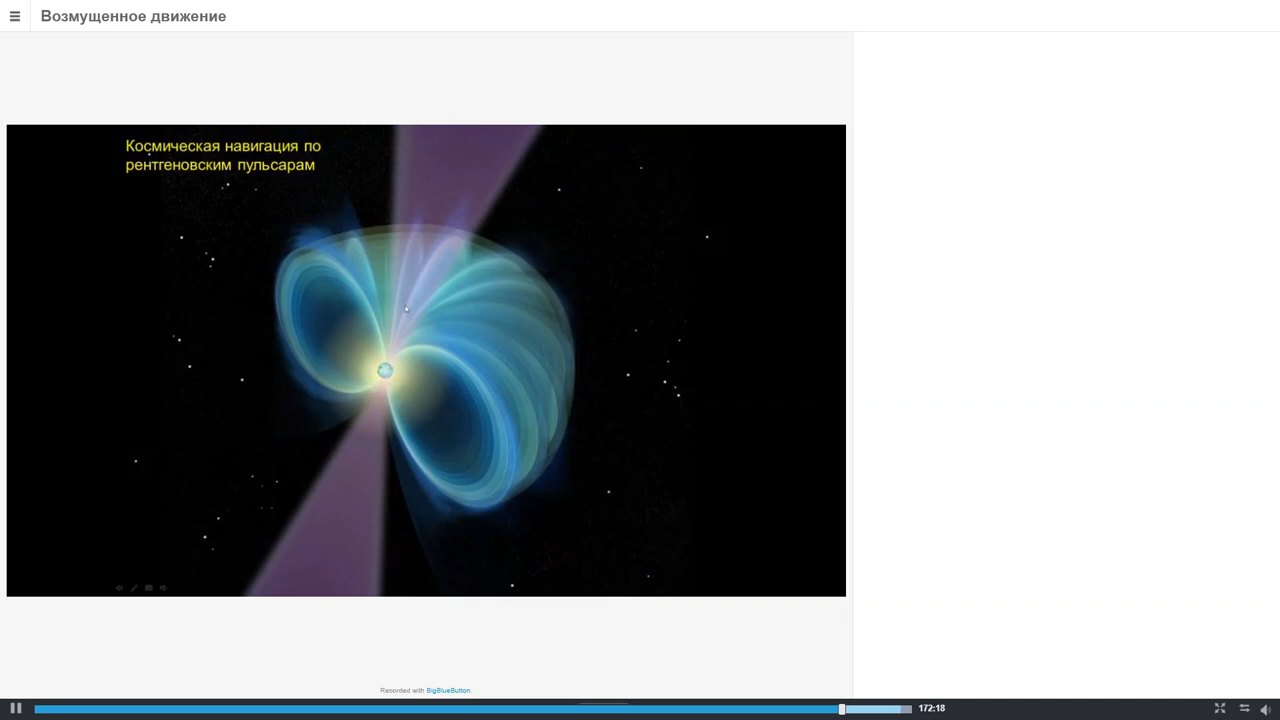 Возмущенное движение
Космическая навигация по
рентгеновским пульсарам
Recorded with BigBlueButton.
172:18